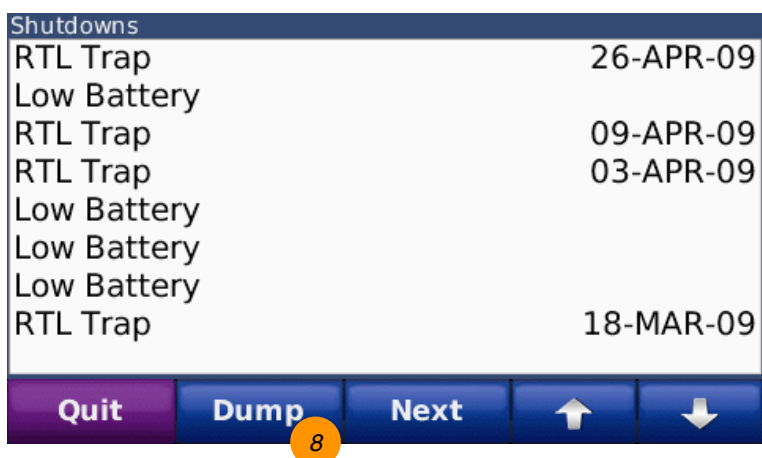 Shutdowns
RTL Trap 26-APR-09
Low Battery
RTL Trap 09-APR-09
RTL Trap 03-APR-09
Low Battery
Low Battery
Low Battery
RTL Trap 18-MAR-09
Quit Dump Next
8